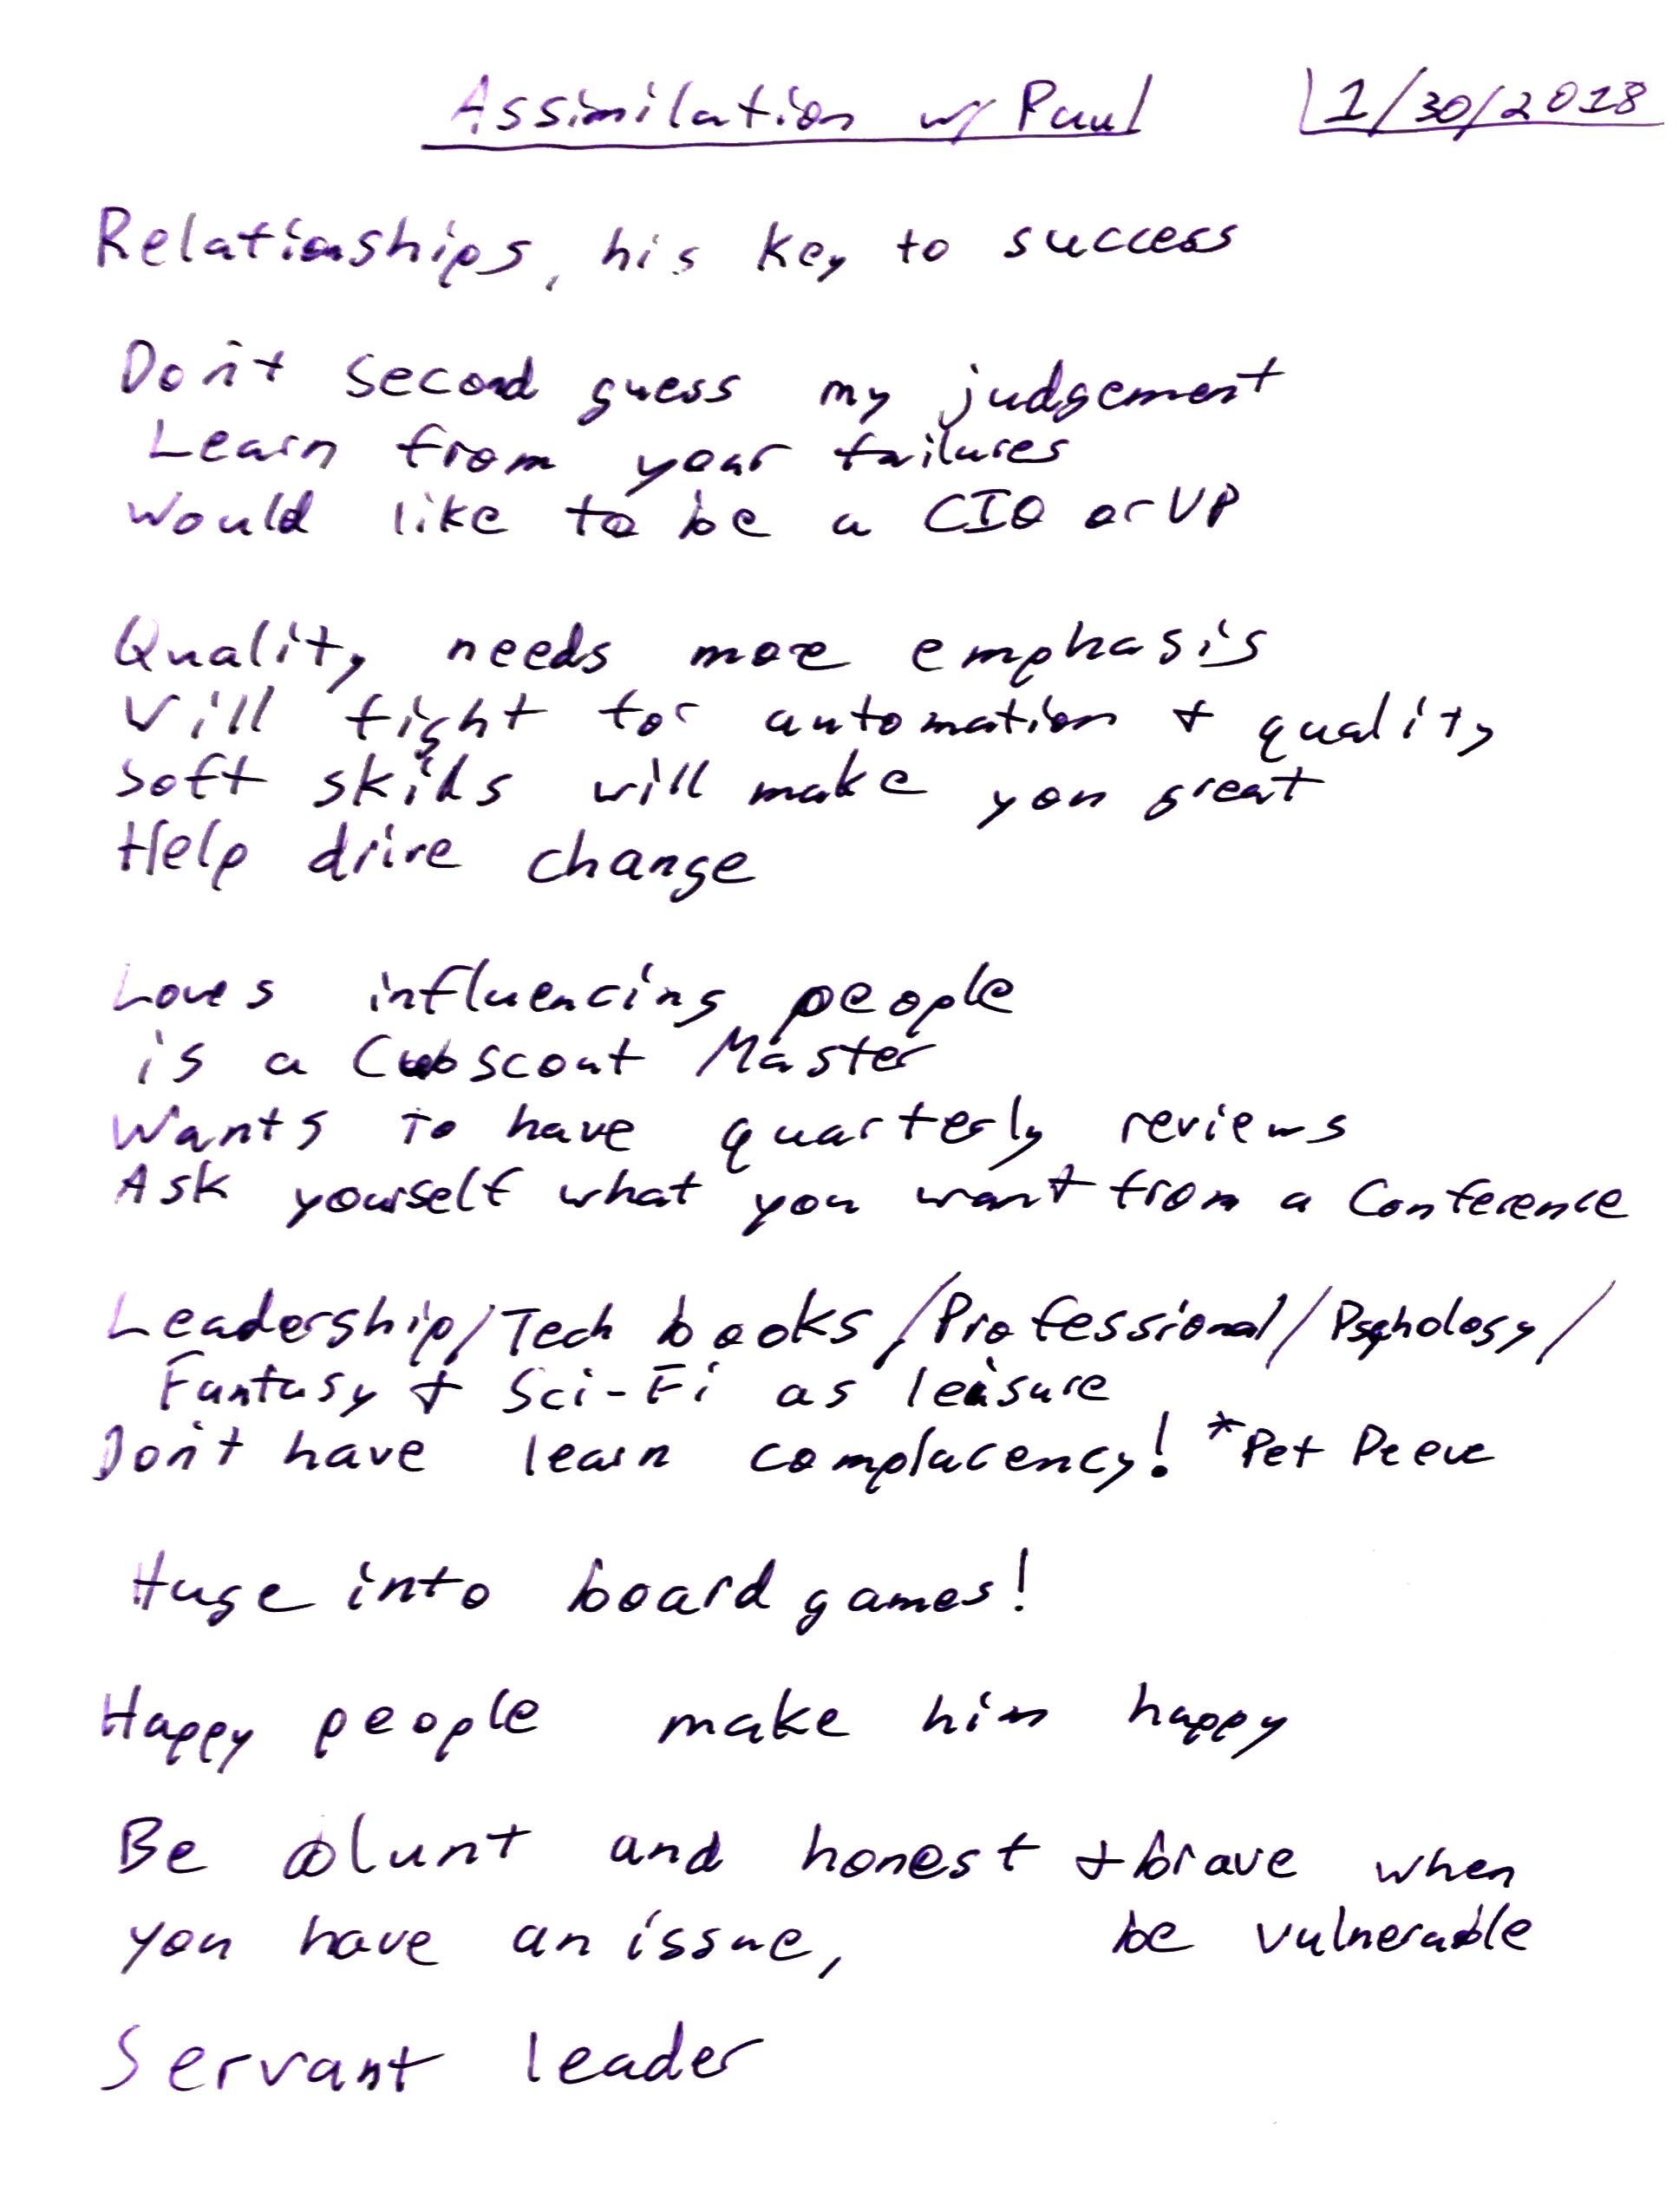 Assimilation w/ Paul 1/30/2018
Relationships, his key to success
Don't second guess my judgement
Learn from your failures
Would like to be a CIO or VP
Quality needs more emphasis
Will fight for automation + quality
Soft skills will make you great
Help drive change
Loves influencing people
is a Cubscout Master
Wants to have quarterly reviews
Ask yourself what you want from a Conference
Leadership/Tech books/Professional/Psychology/
Fantasy + Sci-Fi as leisure
Don't have learn complacency! *Pet Peeve
Huge into board games!
Happy people make him happy
Be blunt and honest + brave when
you have an issue, be vulnerable
Servant leader